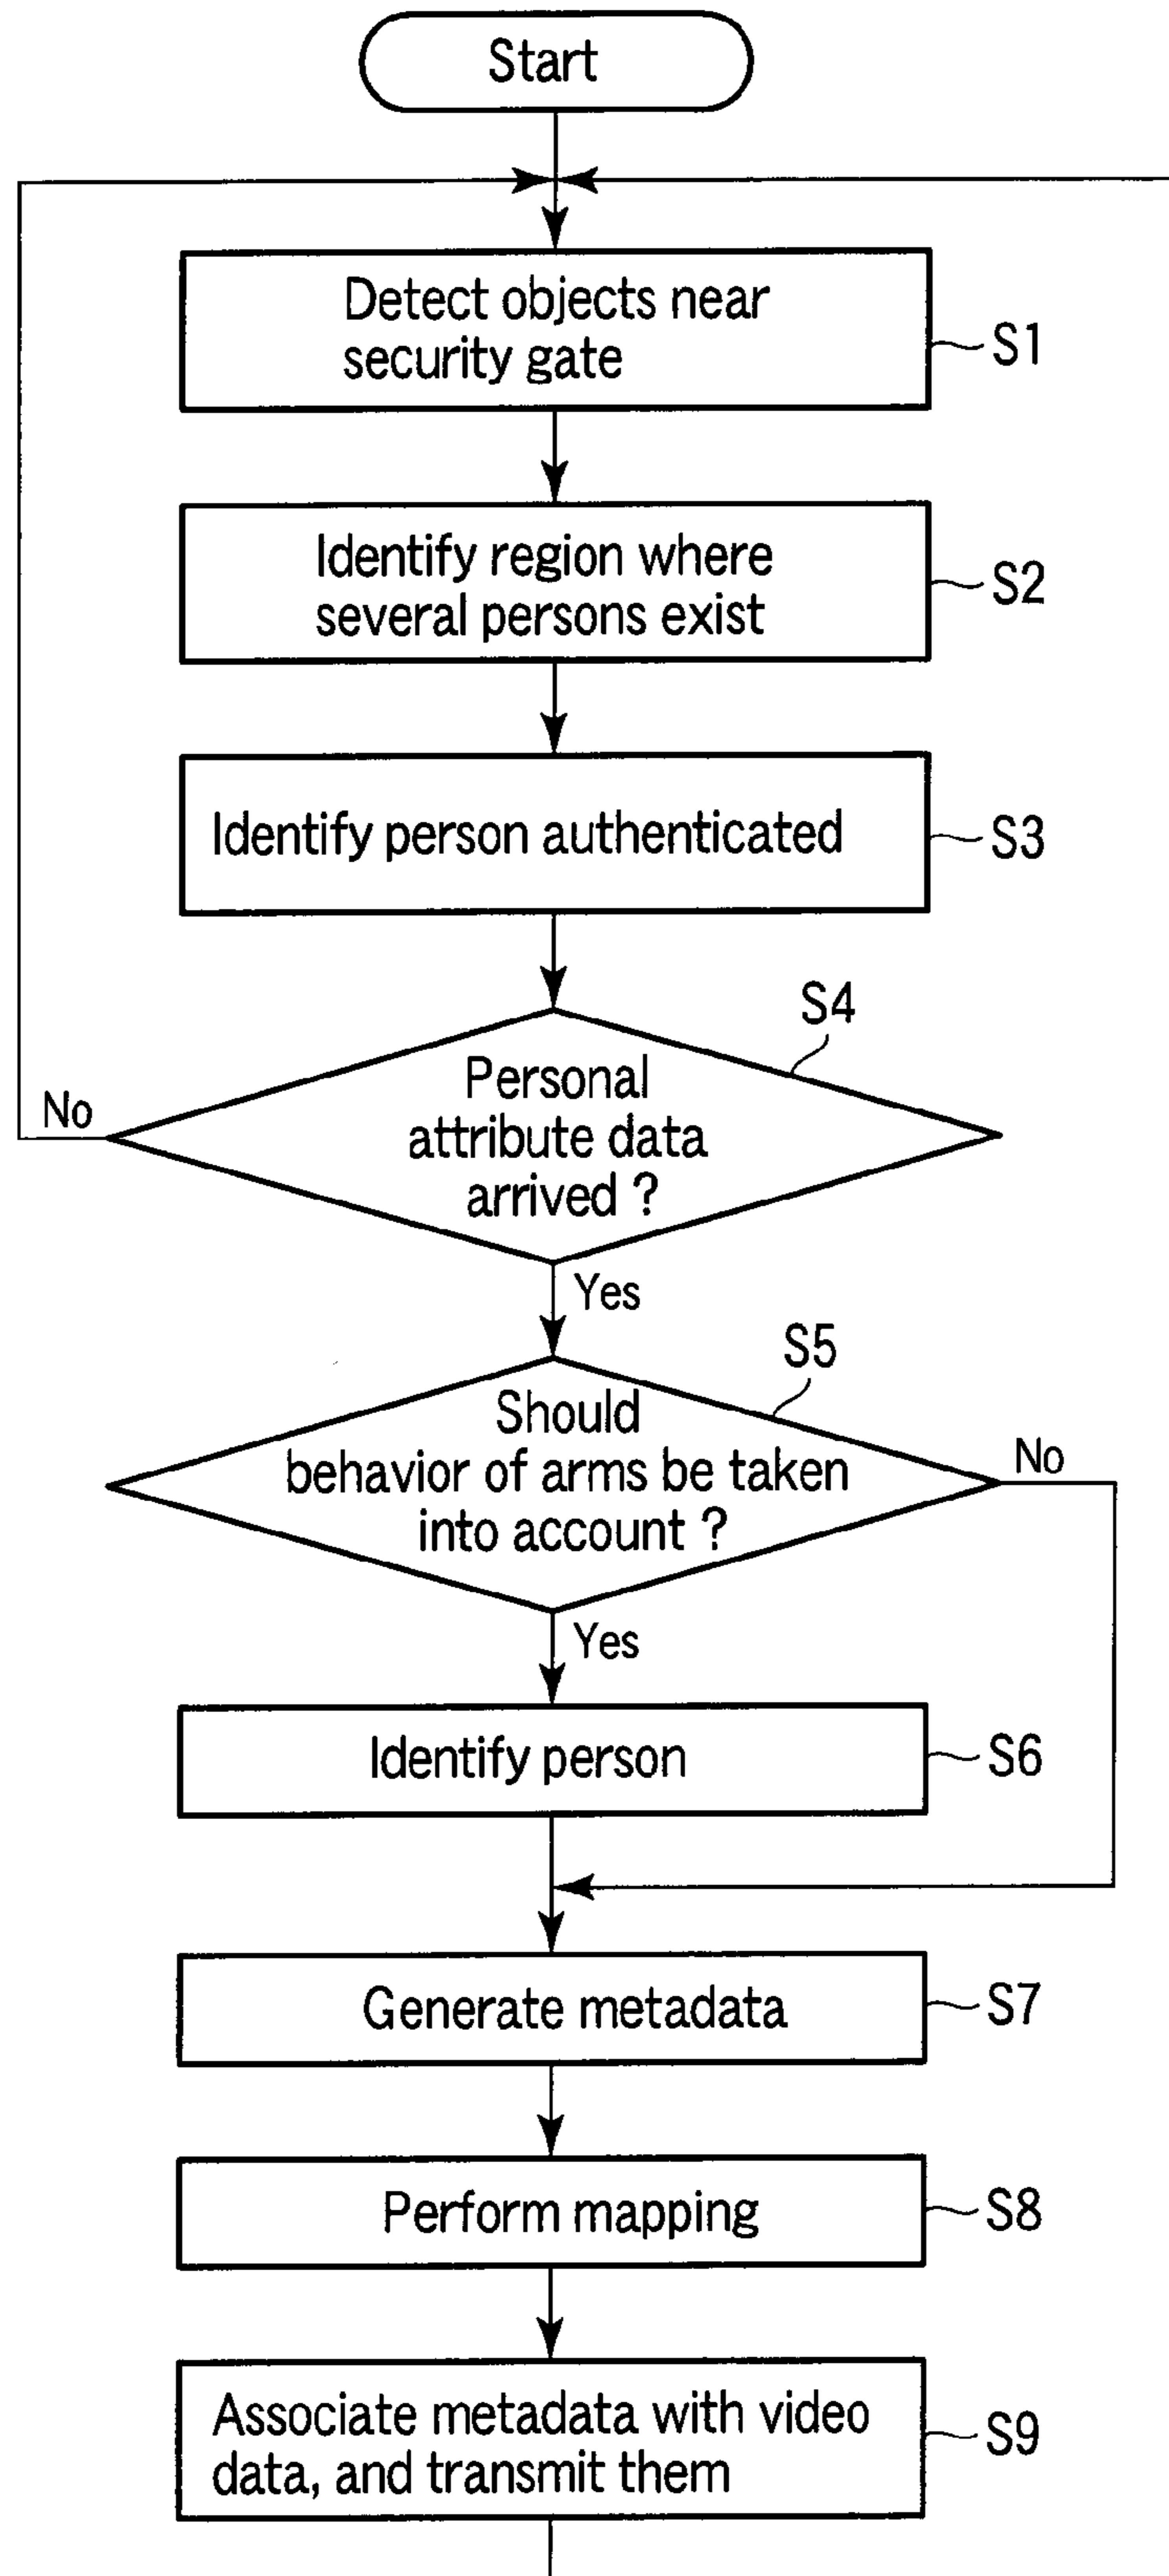 Start
Detect objects near
security gate
S1
Identify region where
several persons exist
S2
Identify person authenticated
S3
S4
Personal
attribute data
arrived ?
No
Yes
S5
Should
behavior of arms be taken
into account ?
No
Yes
Identify person
S6
Generate metadata
S7
Perform mapping
S8
Associate metadata with video
data, and transmit them
S9